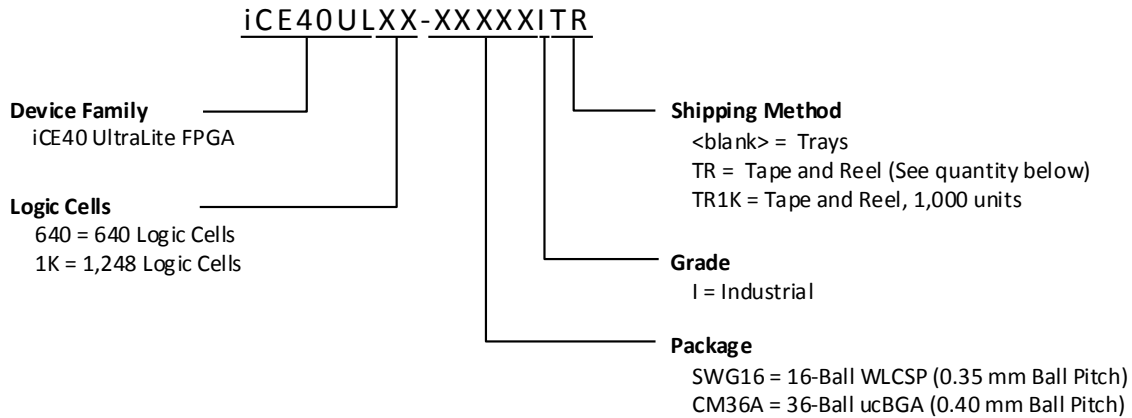 iCE40ULXX-XXXXXITR
Device Family
iCE40 UltraLite FPGA
Logic Cells
640 = 640 Logic Cells
1K = 1,248 Logic Cells
Shipping Method
<blank> = Trays
TR = Tape and Reel (See quantity below)
TR1K = Tape and Reel, 1,000 units
Grade
I = Industrial
Package
SWG16 = 16-Ball WLCSP (0.35 mm Ball Pitch)
CM36A = 36-Ball ucBGA (0.40 mm Ball Pitch)